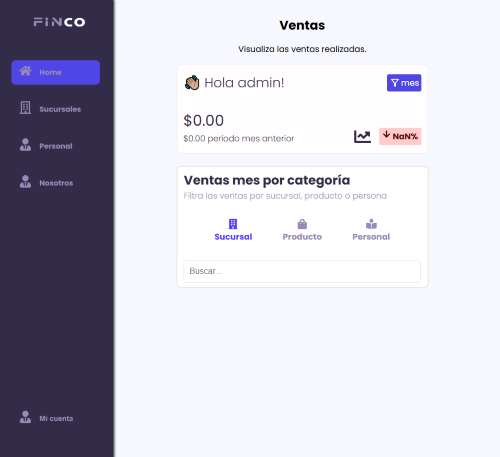 FINCO
Home
Sucursales
Personal
Nosotros
Mi cuenta
Ventas
Visualiza las ventas realizadas.
Hola admin!
mes
$0.00
$0.00 periodo mes anterior
NaN%
Ventas mes por categoría
Filtra las ventas por sucursal, producto o persona
Sucursal
Producto
Personal
Buscar...